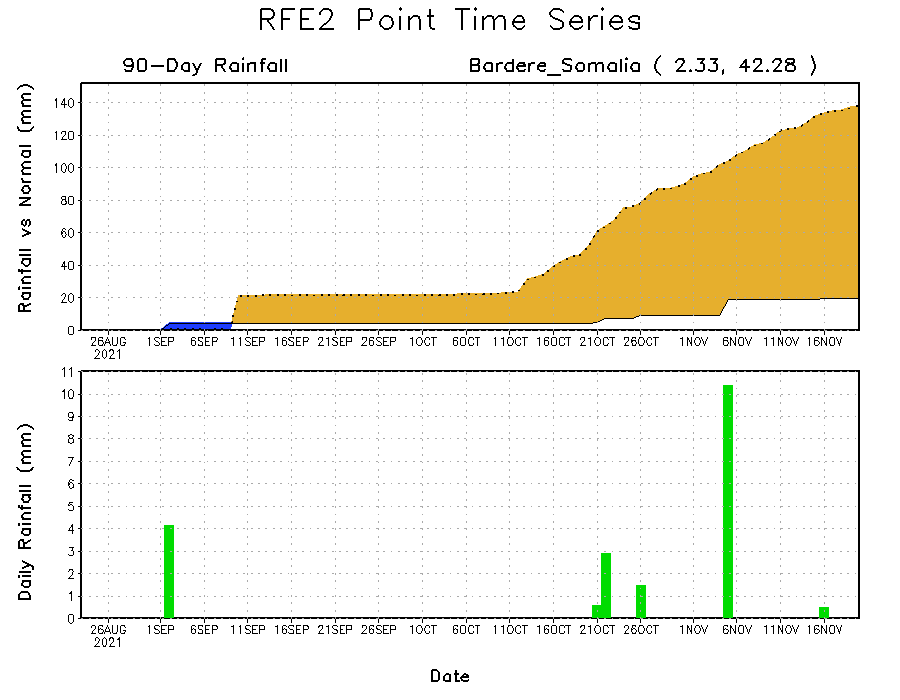 RFE2 Point Time Series
90-Day Rainfall
Bardere_Somalia ( 2.33, 42.28 )
Rainfall vs Normal (mm)
140
120
100
80
60
40
20
0
26AUG 1SEP 6SEP 11SEP 16SEP 21SEP 26SEP 1OCT 6OCT 11OCT 16OCT 21OCT 26OCT 1NOV 6NOV 11NOV 16NOV
2021
Daily Rainfall (mm)
11
10
9
8
7
6
5
4
3
2
1
0
26AUG 1SEP 6SEP 11SEP 16SEP 21SEP 26SEP 1OCT 6OCT 11OCT 16OCT 21OCT 26OCT 1NOV 6NOV 11NOV 16NOV
2021
Date